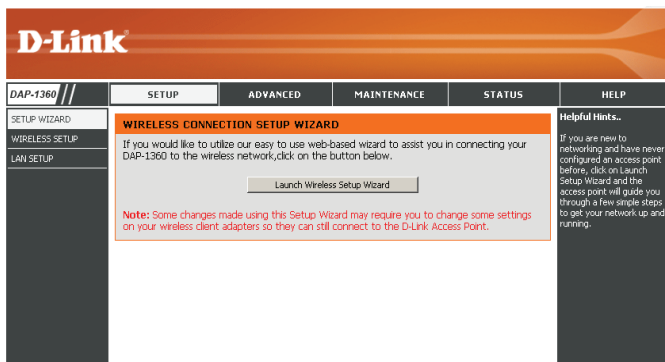 D-Link
DAP-1360 SETUP ADVANCED MAINTENANCE STATUS HELP
SETUP WIZARD
WIRELESS SETUP
LAN SETUP
WIRELESS CONNECTION SETUP WIZARD
If you would like to utilize our easy to use web-based wizard to assist you in connecting your
DAP-1360 to the wireless network,click on the button below.
Launch Wireless Setup Wizard
Note: Some changes made using this Setup Wizard may require you to change some settings
on your wireless client adapters so they can still connect to the D-Link Access Point.
Helpful Hints..
If you are new to
networking and have never
configured an access point
before, click on Launch
Setup Wizard and the
access point will guide you
through a few simple steps
to get your network up and
running.